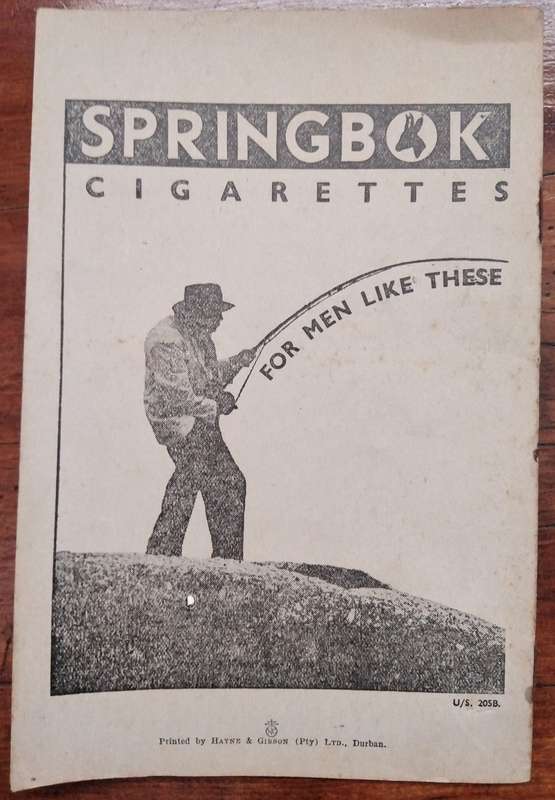 SPRINGBOK
CIGARETTES
FOR MEN LIKE THESE
U/S. 205B.
Printed by HAYNE & GIBSON (Pty) LTD., Durban.